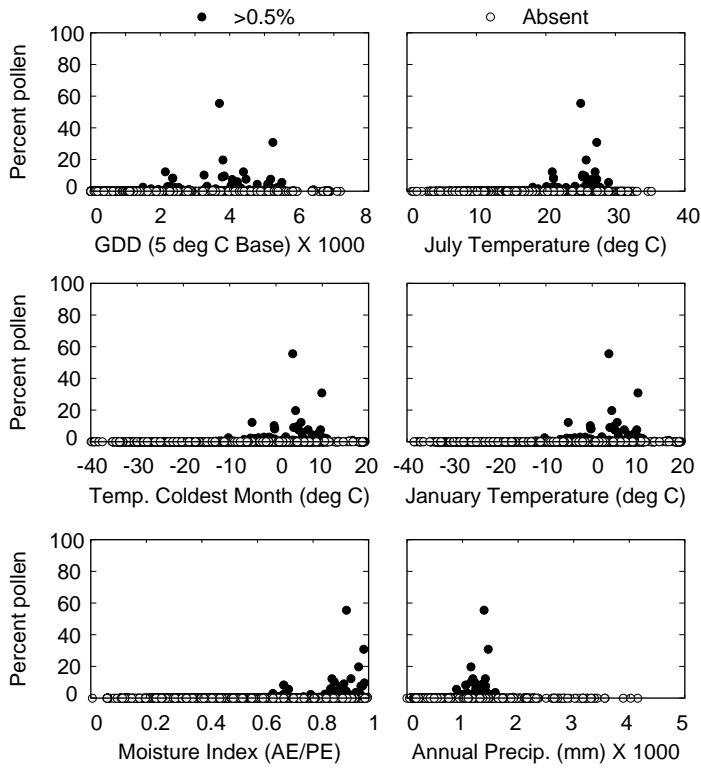 >0.5%
Absent
Percent pollen
100
80
60
40
20
0
0 2 4 6 8
GDD (5 deg C Base) X 1000
0 10 20 30 40
July Temperature (deg C)
Percent pollen
100
80
60
40
20
0
-40 -30 -20 -10 0 10 20
Temp. Coldest Month (deg C)
-40 -30 -20 -10 0 10 20
January Temperature (deg C)
Percent pollen
100
80
60
40
20
0
0 0.2 0.4 0.6 0.8 1
Moisture Index (AE/PE)
0 1 2 3 4 5
Annual Precip. (mm) X 1000